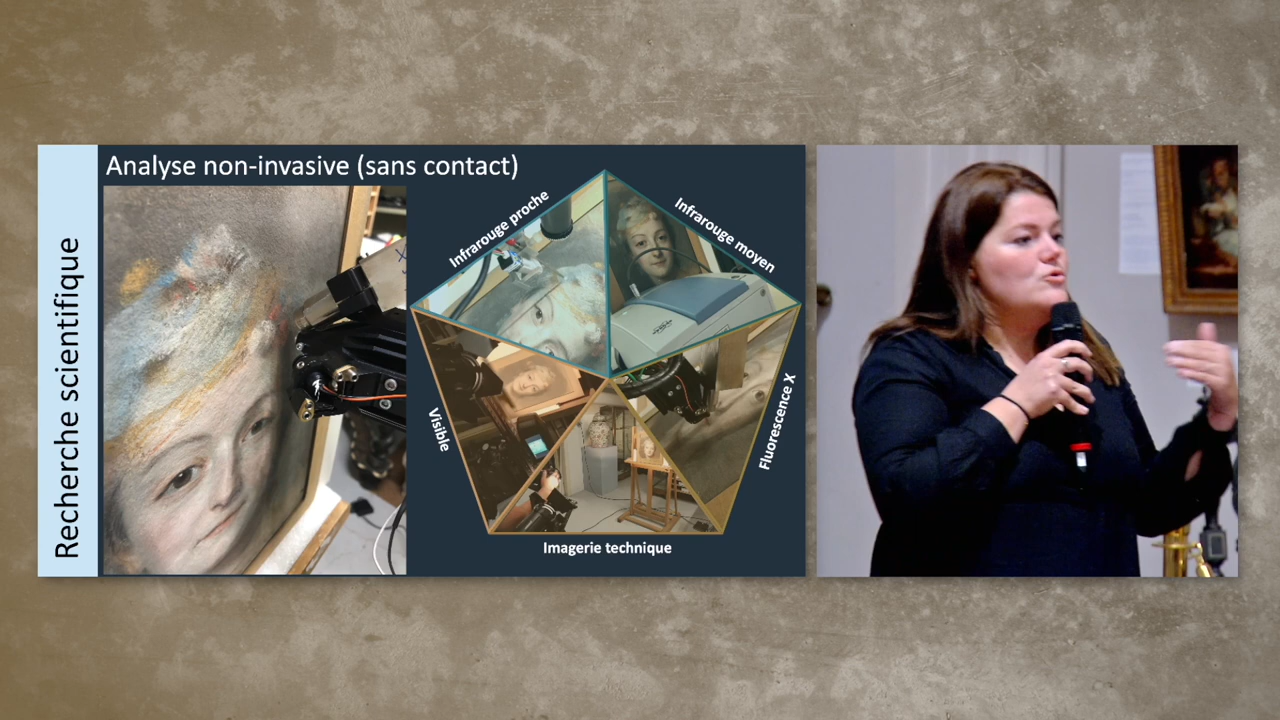 Recherche scientifique
Analyse non-invasive (sans contact)
Infrarouge proche
Infrarouge moyen
Visible
Fluorescence X
Imagerie technique